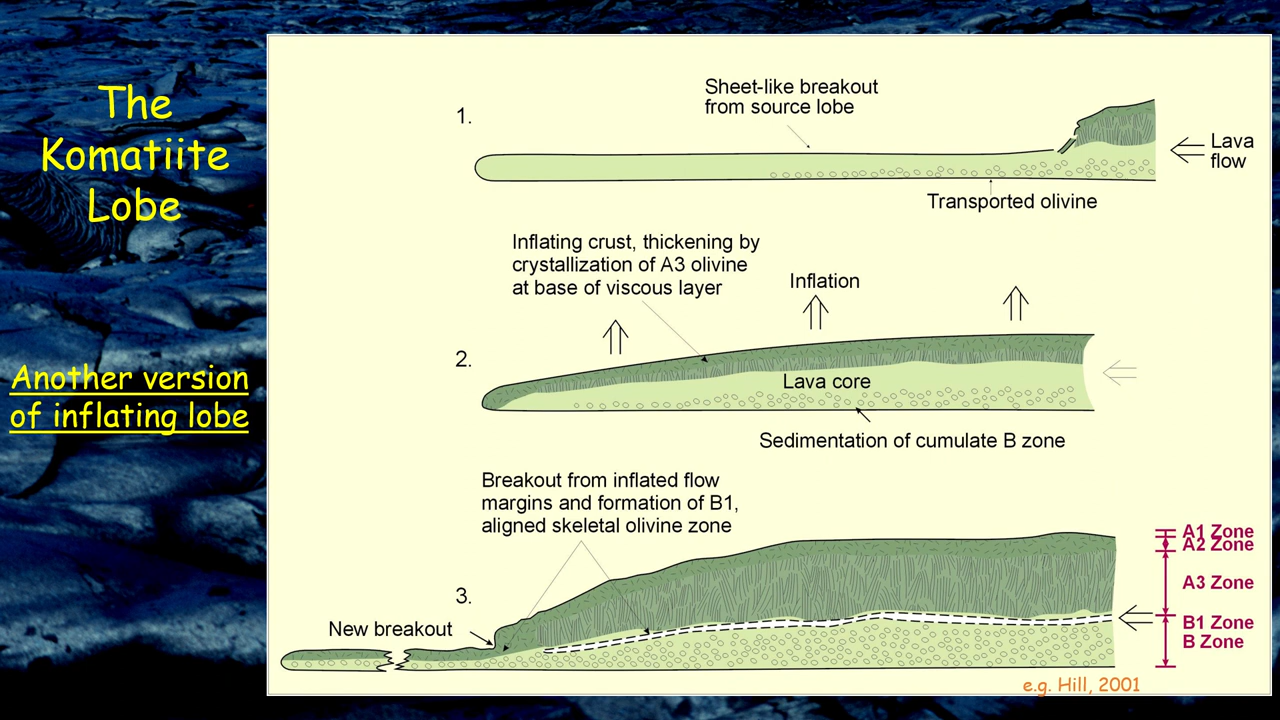 The
Komatiite
Lobe
Another version
of inflating lobe
1.
Sheet-like breakout
from source lobe
Lava
flow
Transported olivine
2.
Inflating crust, thickening by
crystallization of A3 olivine
at base of viscous layer
Inflation
Lava core
Sedimentation of cumulate B zone
3.
Breakout from inflated flow
margins and formation of B1,
aligned skeletal olivine zone
New breakout
A1 Zone
A2 Zone
A3 Zone
B1 Zone
B Zone
e.g. Hill, 2001